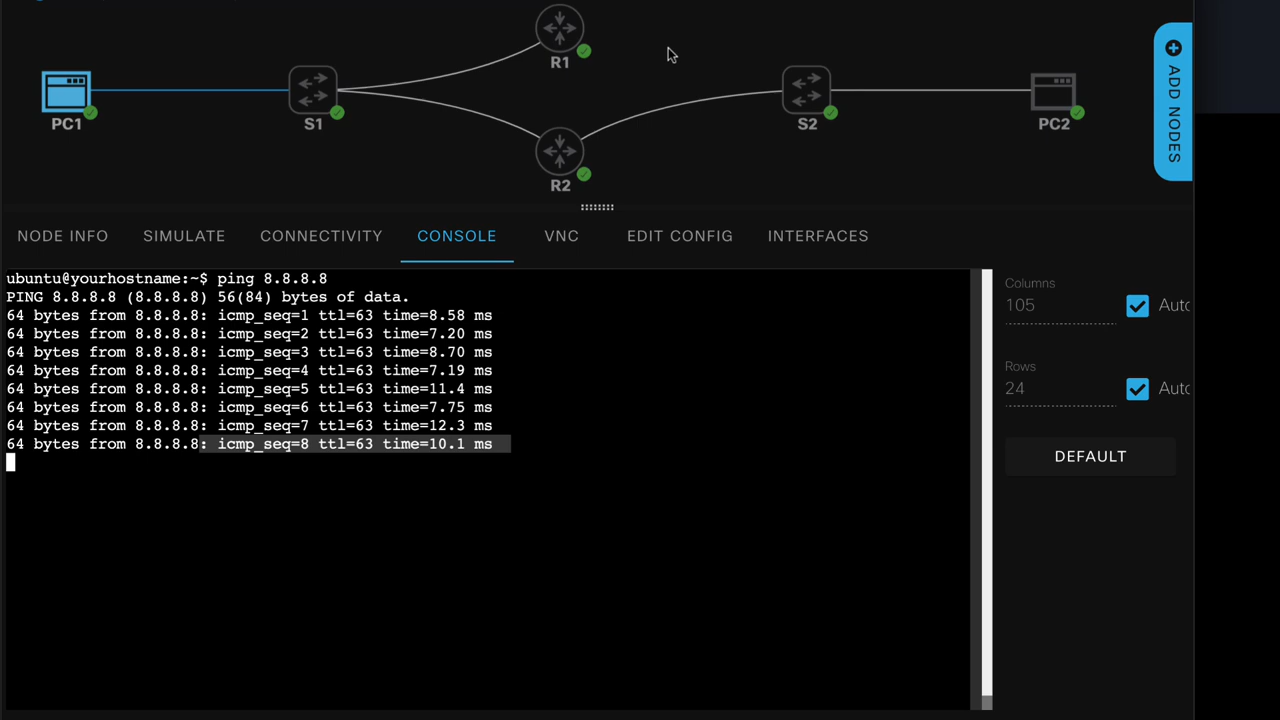 R1
PC1
S1
S2
PC2
R2
ADD NODES
NODE INFO
SIMULATE
CONNECTIVITY
CONSOLE
VNC
EDIT CONFIG
INTERFACES
ubuntu@yourhostname:~$ ping 8.8.8.8
PING 8.8.8.8 (8.8.8.8) 56(84) bytes of data.
64 bytes from 8.8.8.8: icmp_seq=1 ttl=63 time=8.58 ms
64 bytes from 8.8.8.8: icmp_seq=2 ttl=63 time=7.20 ms
64 bytes from 8.8.8.8: icmp_seq=3 ttl=63 time=8.70 ms
64 bytes from 8.8.8.8: icmp_seq=4 ttl=63 time=7.19 ms
64 bytes from 8.8.8.8: icmp_seq=5 ttl=63 time=11.4 ms
64 bytes from 8.8.8.8: icmp_seq=6 ttl=63 time=7.75 ms
64 bytes from 8.8.8.8: icmp_seq=7 ttl=63 time=12.3 ms
64 bytes from 8.8.8.8: icmp_seq=8 ttl=63 time=10.1 ms
Columns
105
Auto
Rows
24
Auto
DEFAULT